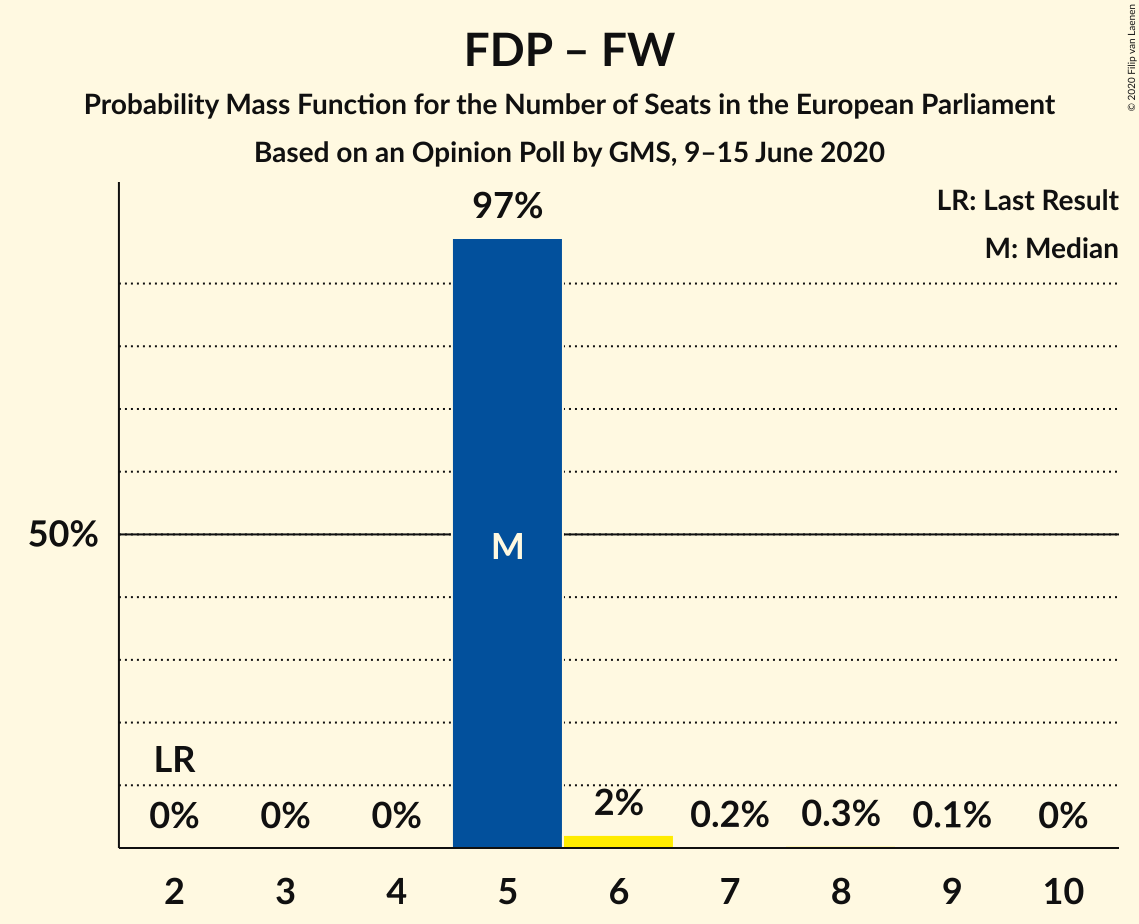 FDP – FW
Probability Mass Function for the Number of Seats in the European Parliament
Based on an Opinion Poll by GMS, 9–15 June 2020
© 2020 Filip van Laenen
LR: Last Result
M: Median
97%
50%
M
LR
0%
0%
0%
2%
0.2%
0.3%
0.1%
0%
2
3
4
5
6
7
8
9
10